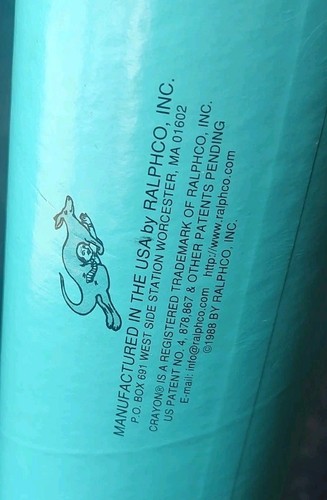 MANUFACTURED IN THE USA by RALPHCO, INC.
P.O. BOX 691 WEST SIDE STATION WORCESTER, MA 01602
CRAYON® IS A REGISTERED TRADEMARK OF RALPHCO, INC.
US PATENT NO. 4, 878,867 & OTHER PATENTS PENDING
E-mail: info@ralphco.com http://www.ralphco.com
©1988 BY RALPHCO, INC.